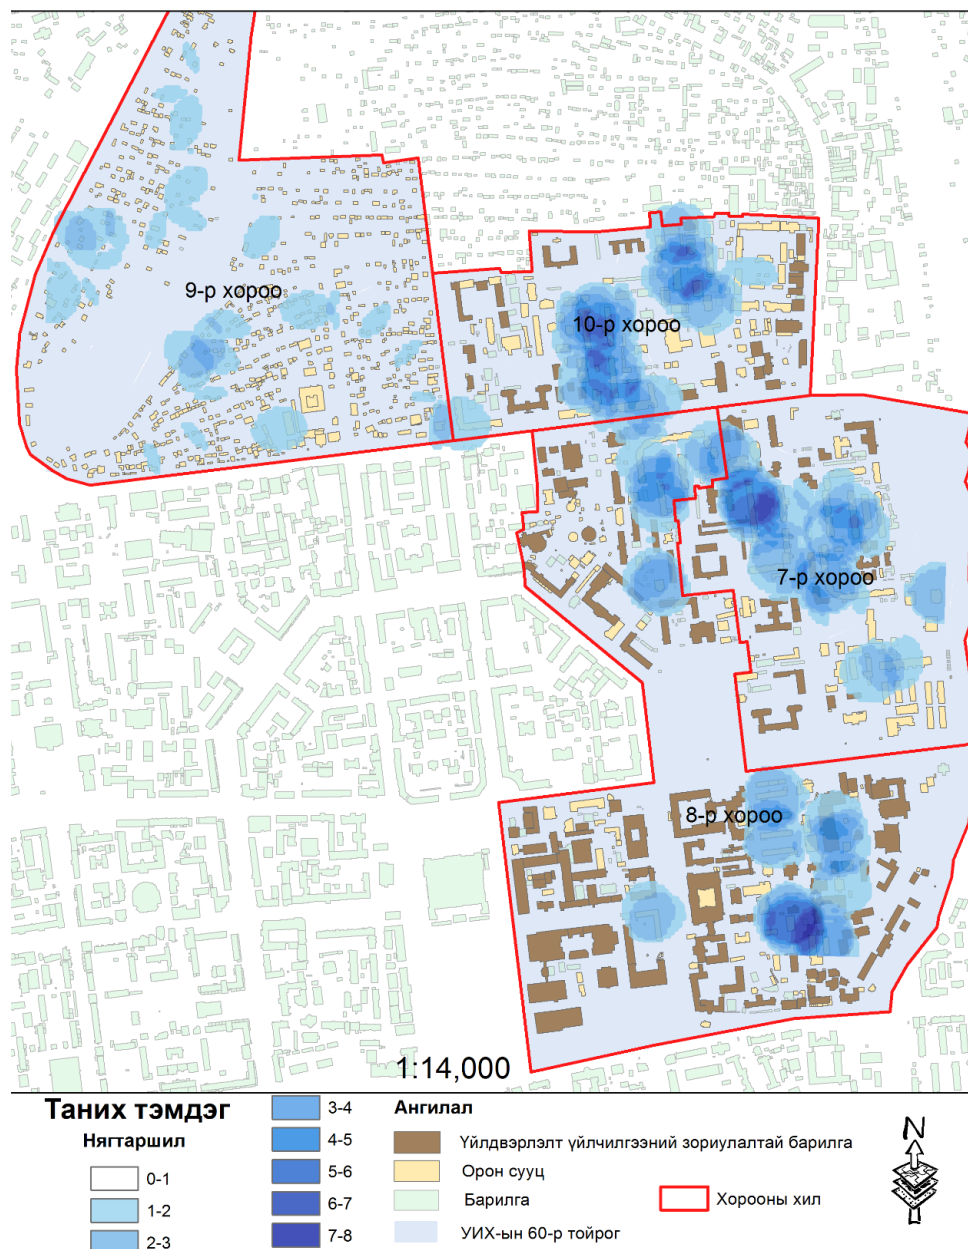 9-р хороо
10-р хороо
7-р хороо
8-р хороо
1:14,000
Таних тэмдэг
Нягтаршил
0-1
1-2
2-3
3-4
4-5
5-6
6-7
7-8
Ангилал
Үйлдвэрлэлт үйлчилгээний зориулалтай барилга
Орон сууц
Барилга
УИХ-ын 60-р тойрог
Хорооны хил
N